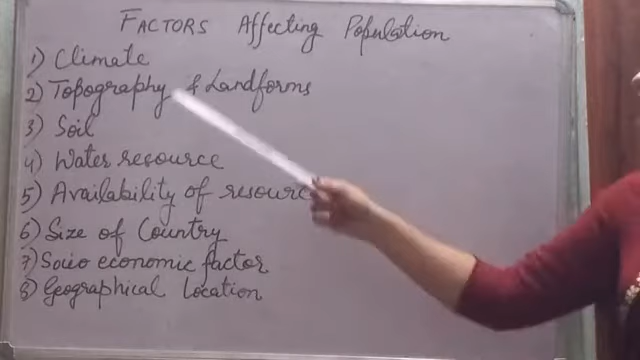 FACTORS Affecting Population
1) Climate
2) Topography & Landforms
3) Soil
4) Water resource
5) Availability of resourc
6) Size of Country
7) Socio economic factor
8) Geographical Location